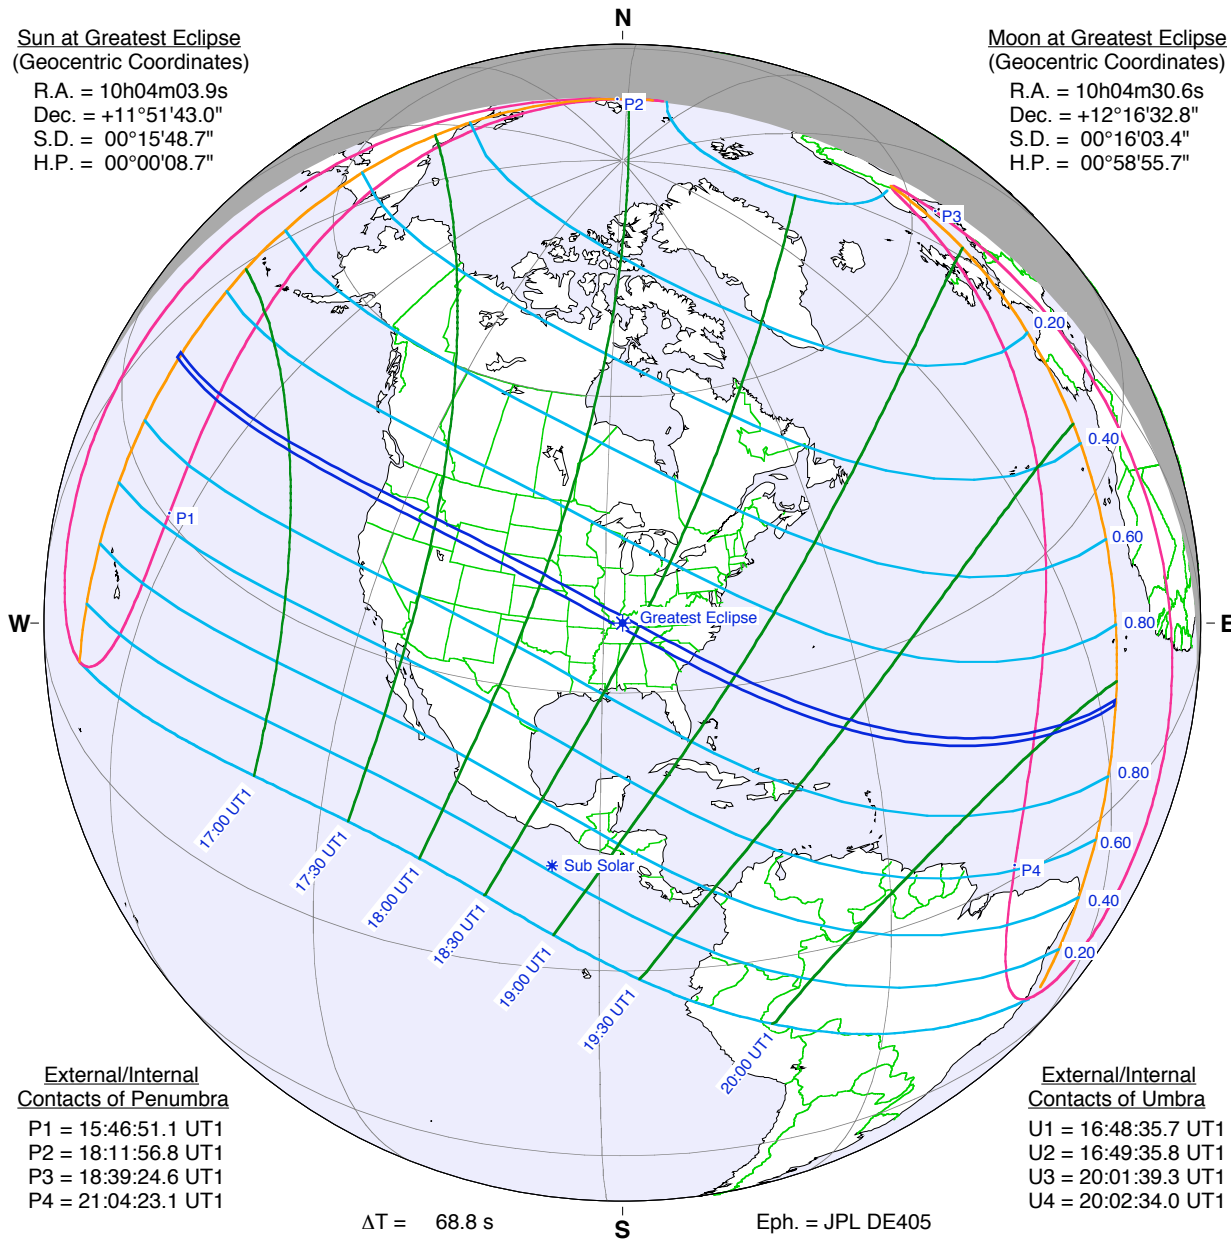 N
Sun at Greatest Eclipse
(Geocentric Coordinates)
R.A. = 10h04m03.9s
Dec. = +11°51'43.0"
S.D. = 00°15'48.7"
H.P. = 00°00'08.7"
Moon at Greatest Eclipse
(Geocentric Coordinates)
R.A. = 10h04m30.6s
Dec. = +12°16'32.8"
S.D. = 00°16'03.4"
H.P. = 00°58'55.7"
P2
P3
0.20
0.40
P1
0.60
W
Greatest Eclipse
0.80
E
0.80
17:00 UT1
17:30 UT1
18:00 UT1
18:30 UT1
19:00 UT1
19:30 UT1
20:00 UT1
Sub Solar
0.60
P4
0.40
0.20
External/Internal
Contacts of Penumbra
P1 = 15:46:51.1 UT1
P2 = 18:11:56.8 UT1
P3 = 18:39:24.6 UT1
P4 = 21:04:23.1 UT1
External/Internal
Contacts of Umbra
U1 = 16:48:35.7 UT1
U2 = 16:49:35.8 UT1
U3 = 20:01:39.3 UT1
U4 = 20:02:34.0 UT1
ΔT = 68.8 s
S
Eph. = JPL DE405